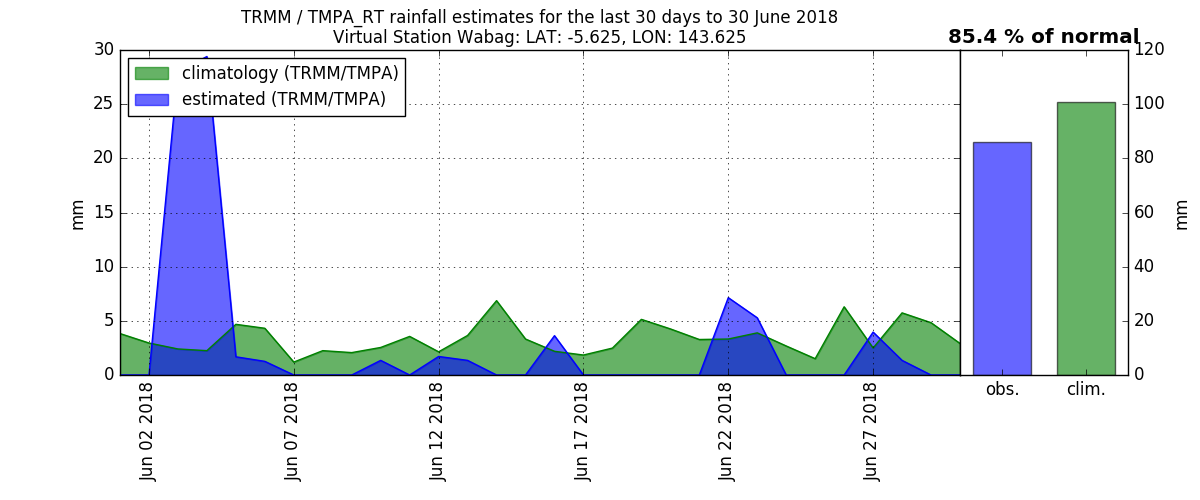 TRMM / TMPA_RT rainfall estimates for the last 30 days to 30 June 2018
Virtual Station Wabag: LAT: -5.625, LON: 143.625
85.4 % of normal
climatology (TRMM/TMPA)
estimated (TRMM/TMPA)
30
25
20
15
10
5
0
mm
Jun 02 2018
Jun 07 2018
Jun 12 2018
Jun 17 2018
Jun 22 2018
Jun 27 2018
obs.
clim.
120
100
80
60
40
20
0
mm